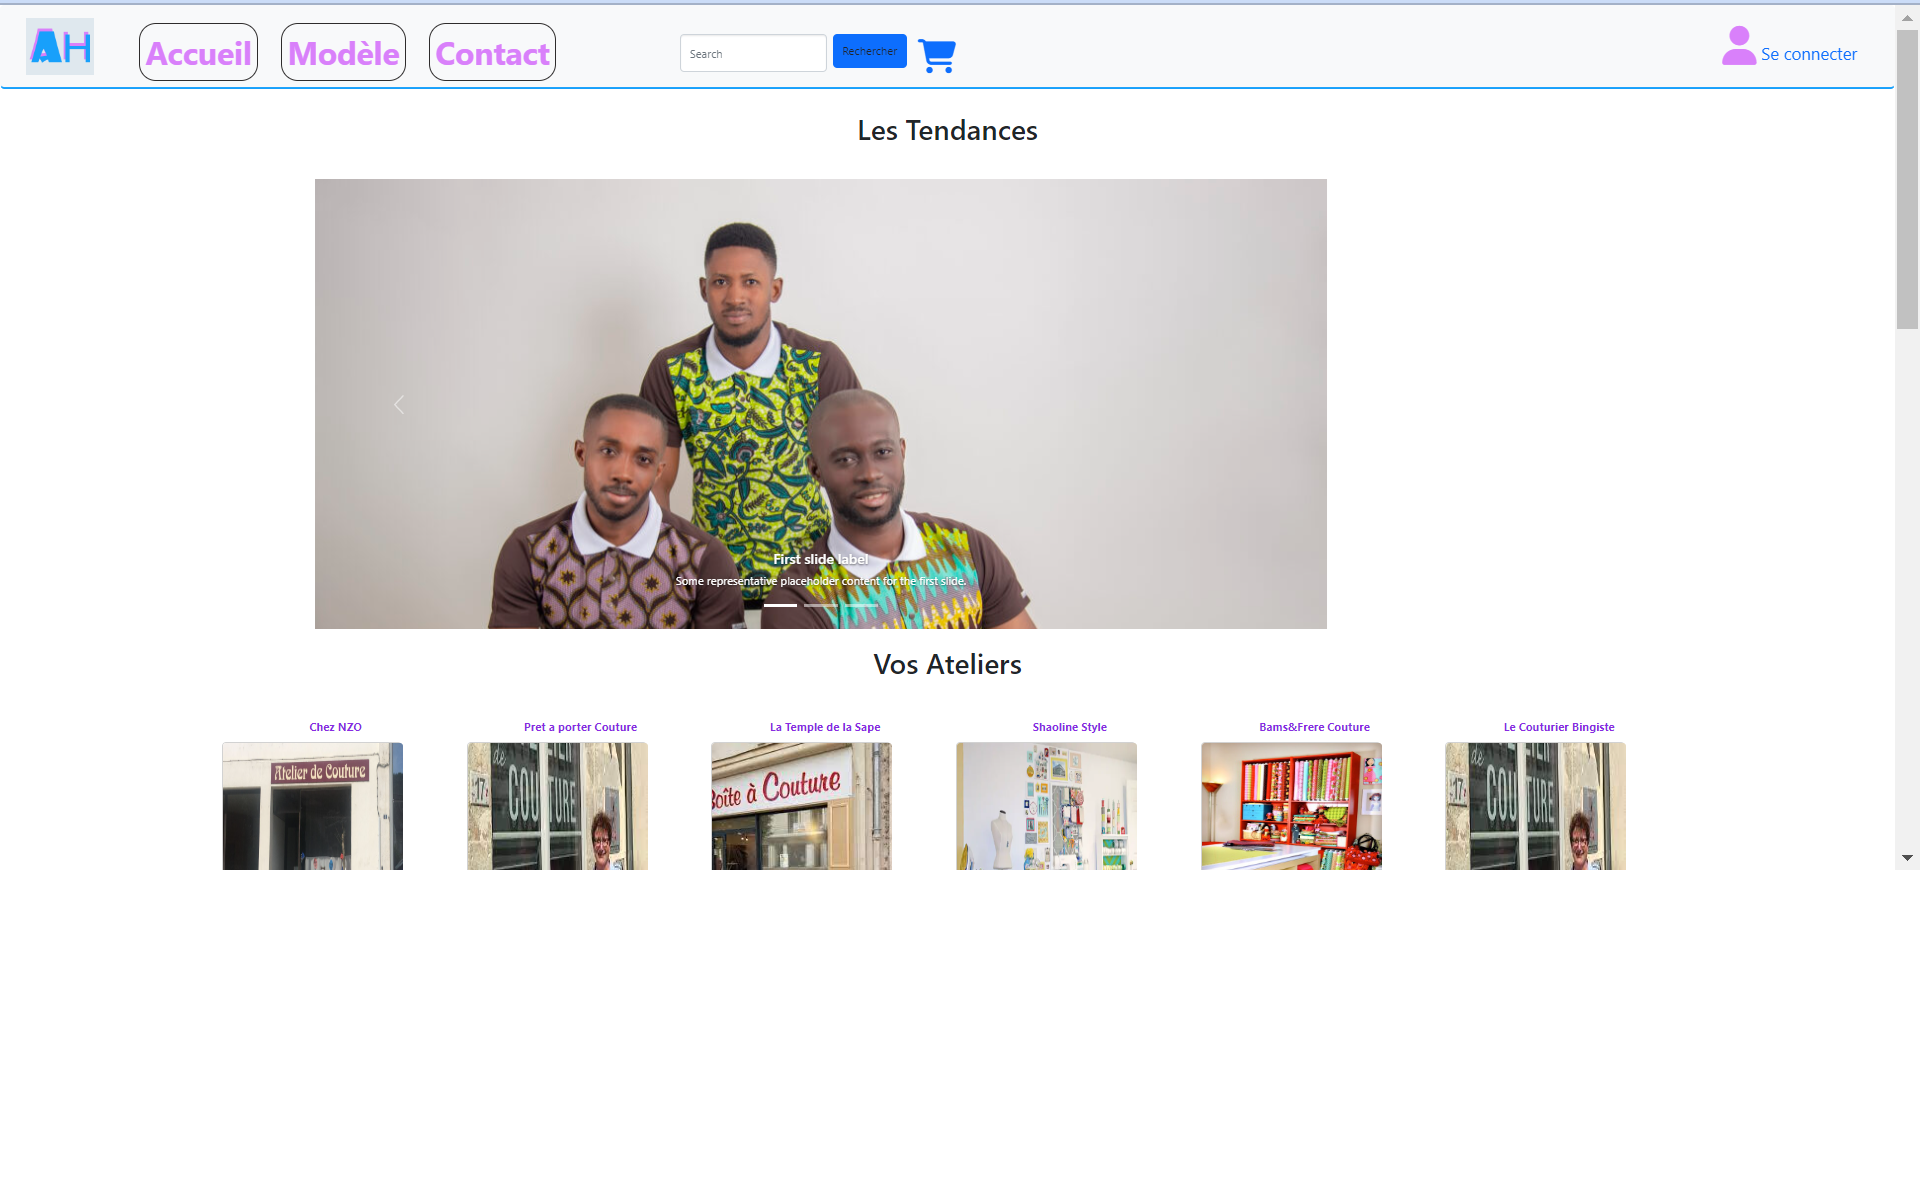 AH
Accueil
Modèle
Contact
Search
Rechercher
Se connecter
Les Tendances
First slide label
Some representative placeholder content for the first slide.
Vos Ateliers
Chez NZO
Pret a porter Couture
La Temple de la Sape
Shaoline Style
Bams&Frere Couture
Le Couturier Bingiste
Atelier de Couture
de
COUTURE
17
Boîte à Couture
de
COUTURE
17